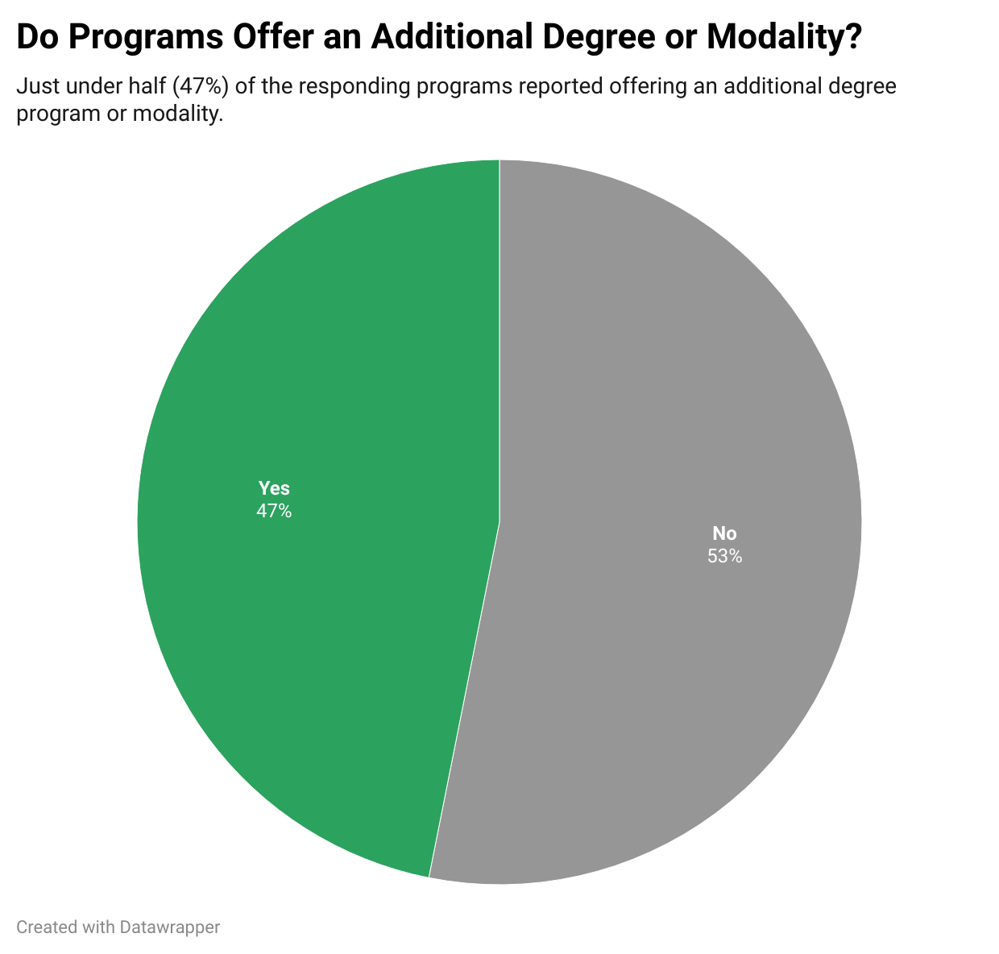 Do Programs Offer an Additional Degree or Modality?
Just under half (47%) of the responding programs reported offering an additional degree
program or modality.
Yes
47%
No
53%
Created with Datawrapper